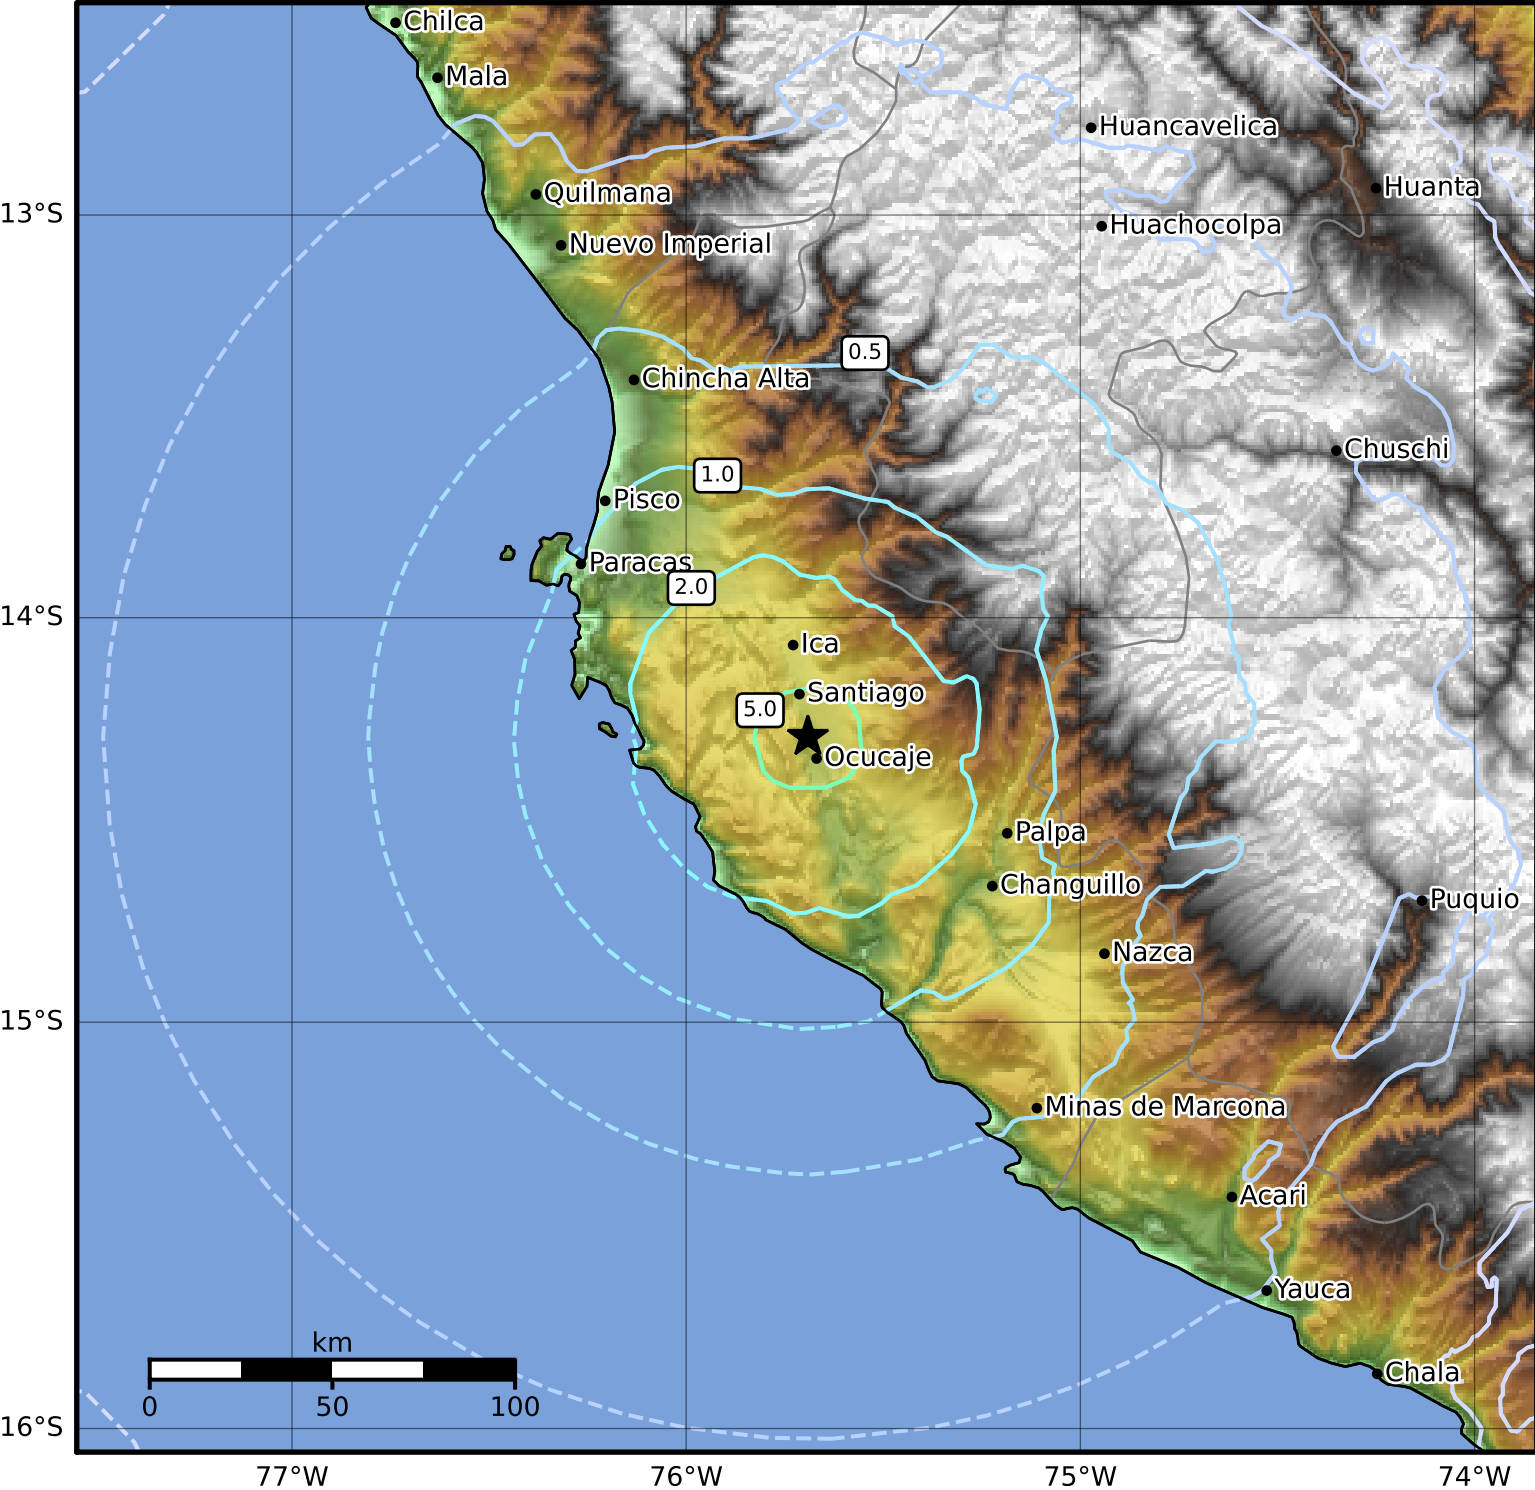 Chilca
Mala
Huancavelica
Huanta
Quilmana
13°S
Huachocolpa
Nuevo Imperial
0.5
Chincha Alta
Chuschi
1.0
Pisco
Paracas
2.0
14°S
Ica
Santiago
5.0
Ocucaje
Palpa
Changuillo
Puquio
Nazca
15°S
Minas de Marcona
Acari
Yauca
km
Chala
0 50 100
16°S
77°W 76°W 75°W 74°W